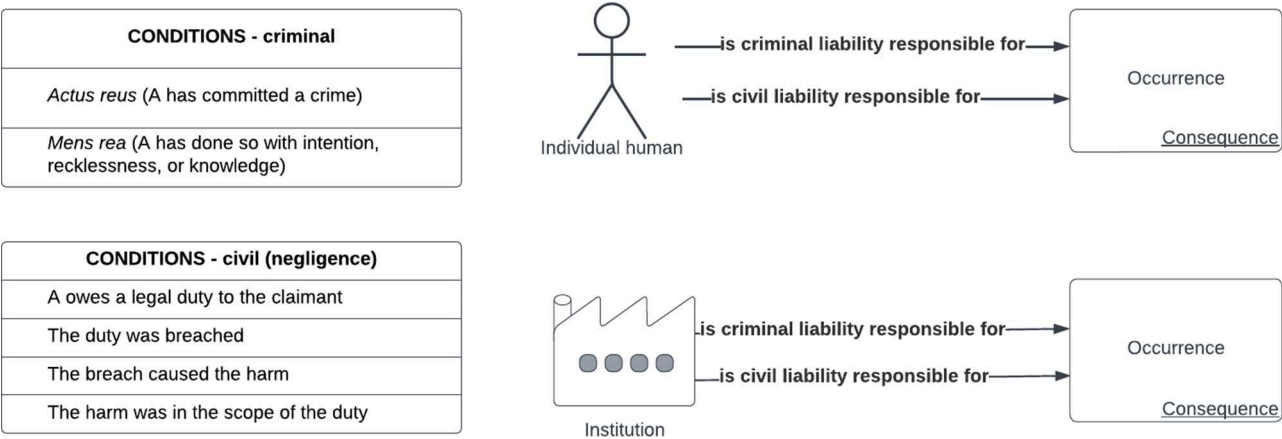 CONDITIONS - criminal
Actus reus (A has committed a crime)
Mens rea (A has done so with intention,
recklessness, or knowledge)
is criminal liability responsible for
is civil liability responsible for
Individual human
Occurrence
Consequence
CONDITIONS - civil (negligence)
A owes a legal duty to the claimant
The duty was breached
The breach caused the harm
The harm was in the scope of the duty
is criminal liability responsible for
is civil liability responsible for
Institution
Occurrence
Consequence